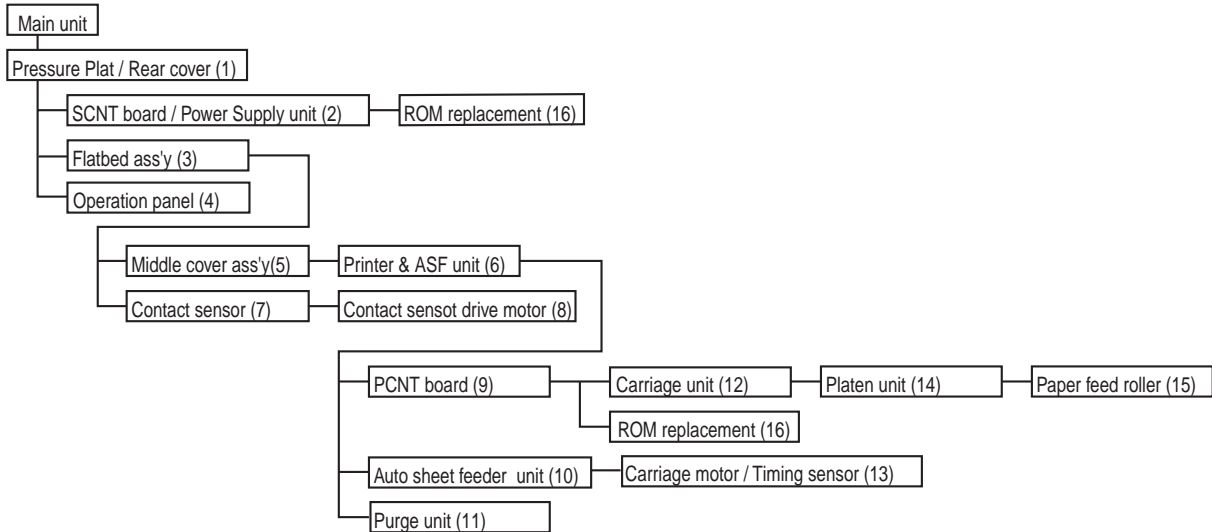 Main unit
Pressure Plat / Rear cover (1)
SCNT board / Power Supply unit (2)
ROM replacement (16)
Flatbed ass'y (3)
Operation panel (4)
Middle cover ass'y(5)
Printer & ASF unit (6)
Contact sensor (7)
Contact sensot drive motor (8)
PCNT board (9)
Carriage unit (12)
Platen unit (14)
Paper feed roller (15)
ROM replacement (16)
Auto sheet feeder unit (10)
Carriage motor / Timing sensor (13)
Purge unit (11)